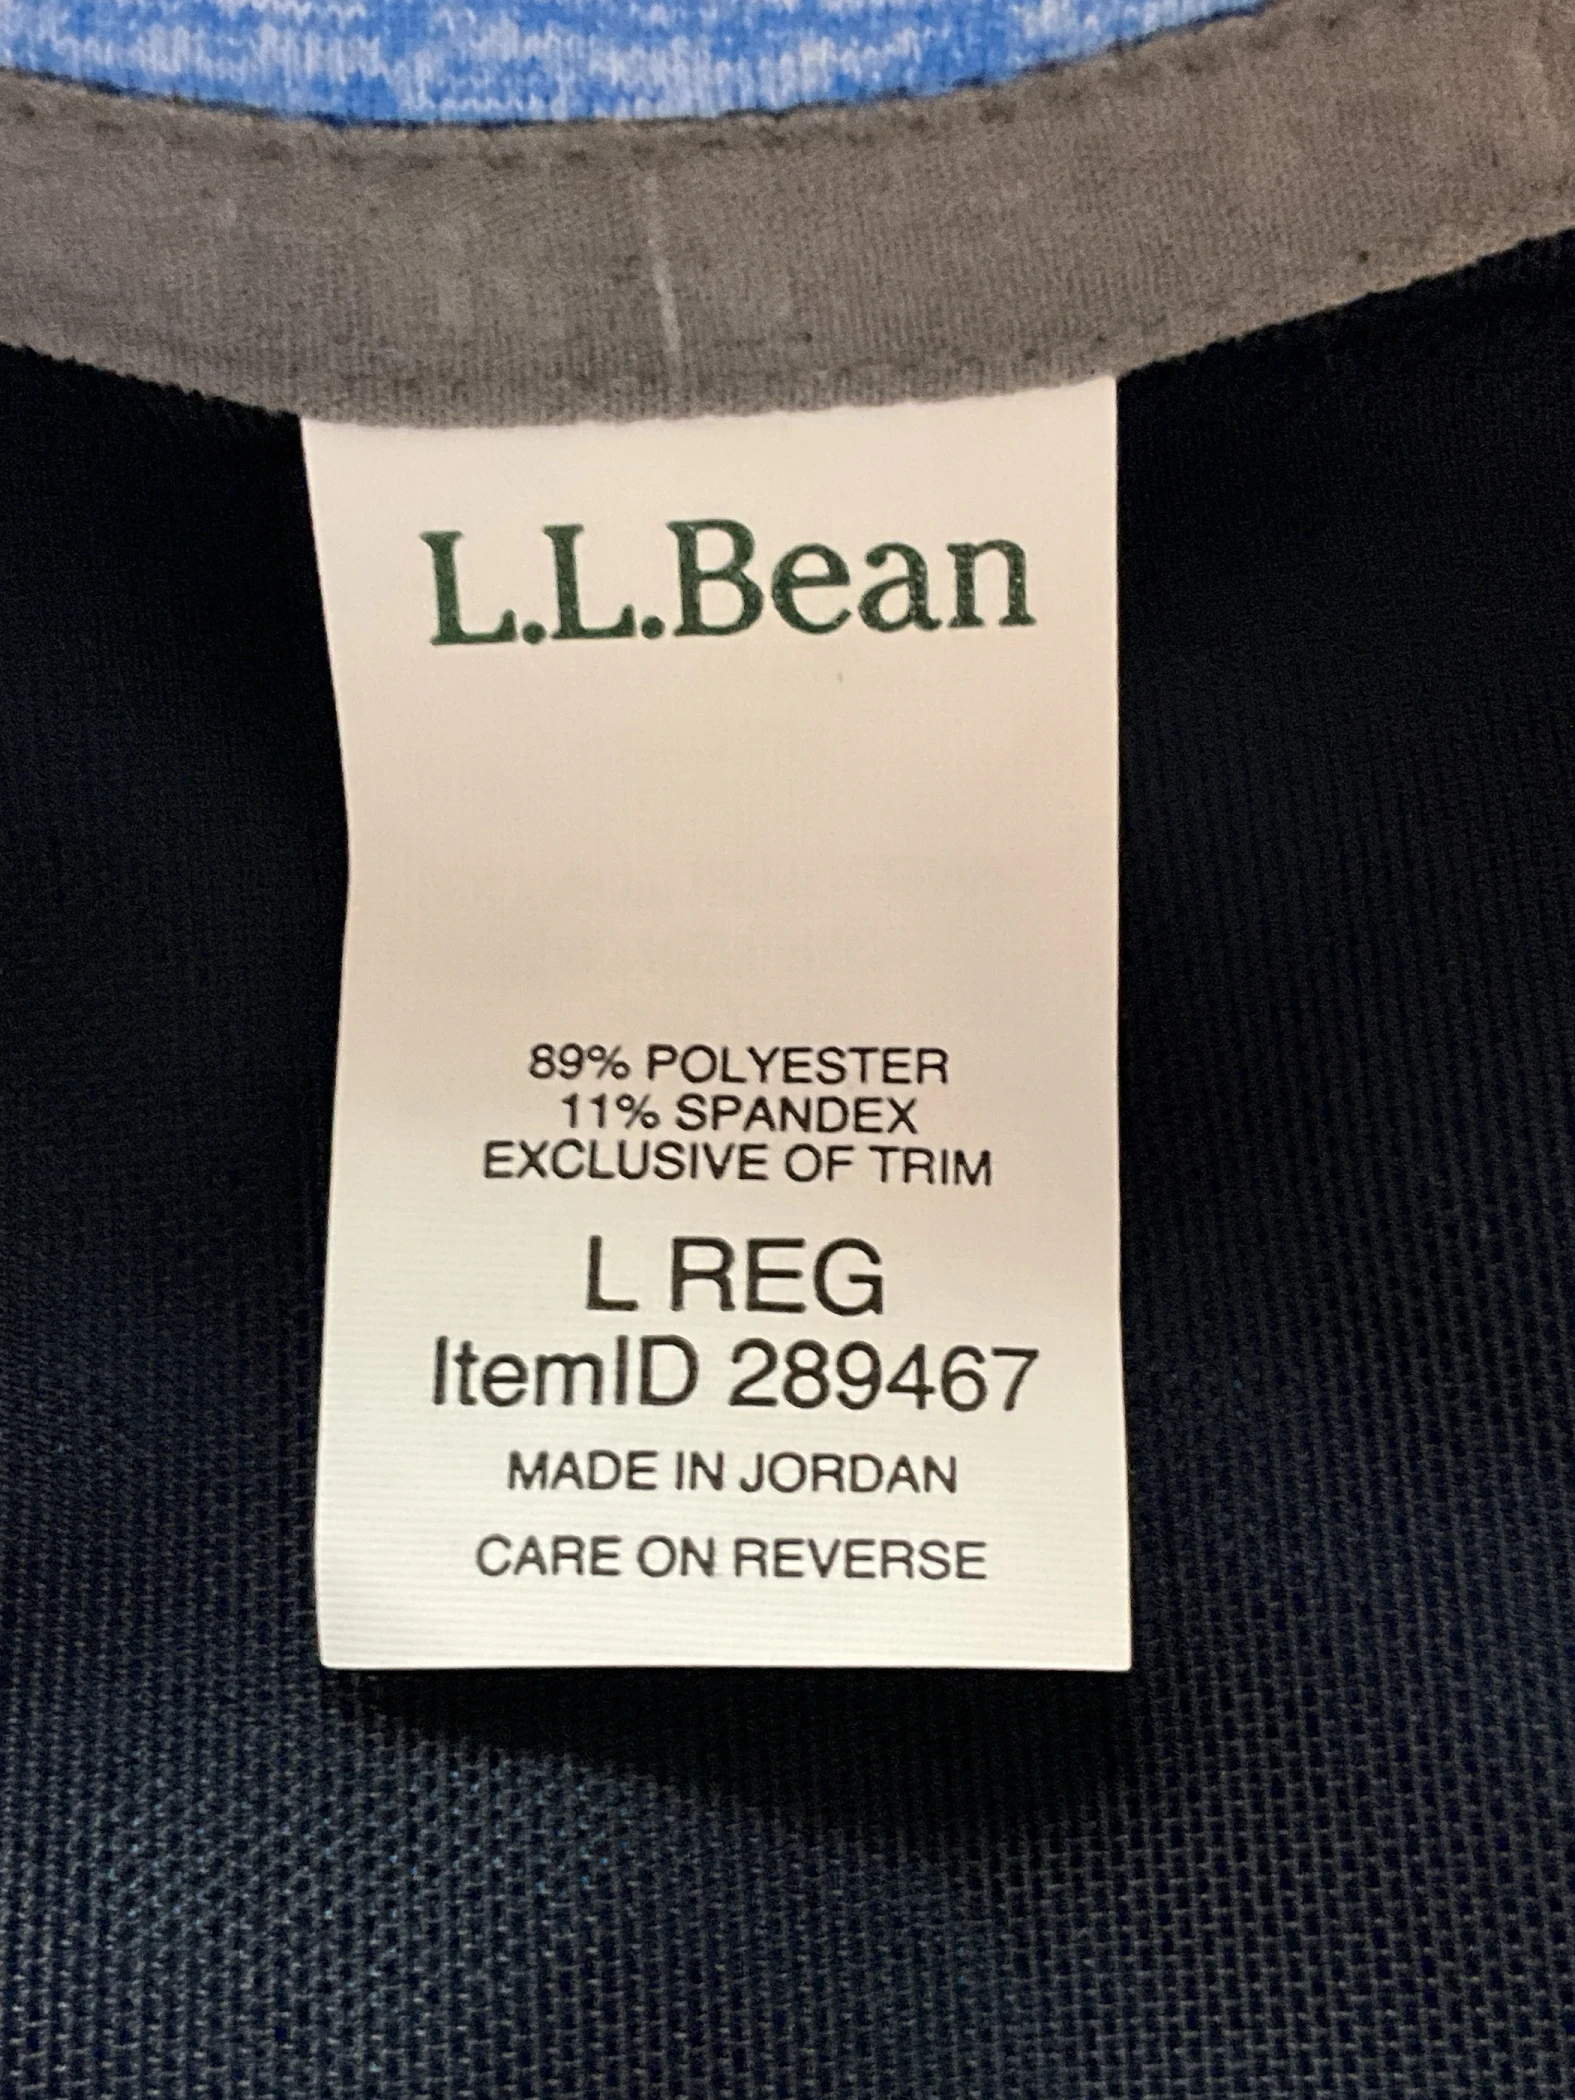 L.L.Bean
89% POLYESTER
11% SPANDEX
EXCLUSIVE OF TRIM
L REG
ItemID 289467
MADE IN JORDAN
CARE ON REVERSE